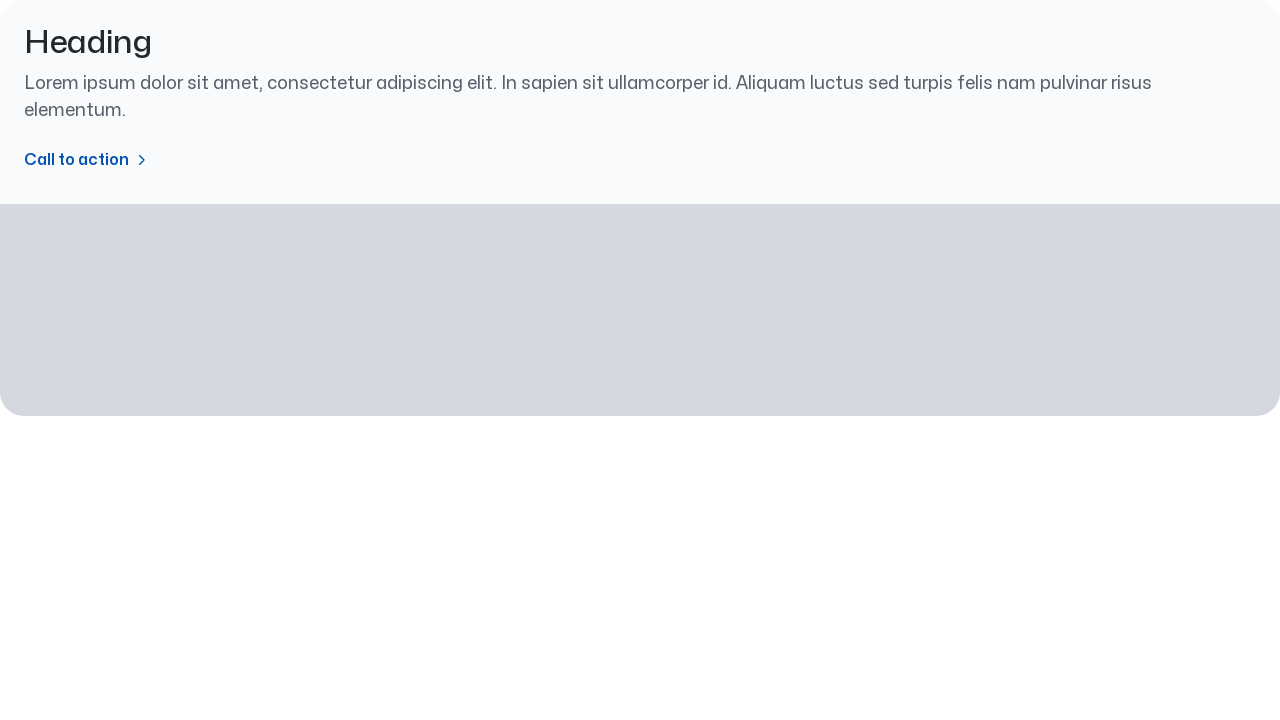 Heading
Lorem ipsum dolor sit amet, consectetur adipiscing elit. In sapien sit ullamcorper id. Aliquam luctus sed turpis felis nam pulvinar risus
elementum.
Call to action